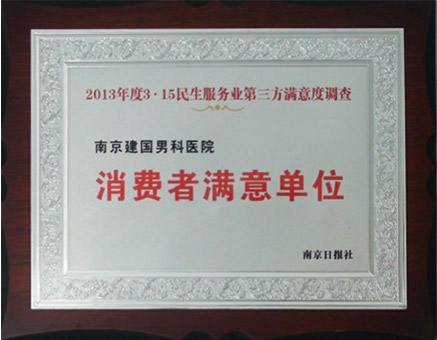 2013年度3·15民生服务业第三方满意度调查
南京建国男科医院
消费者满意单位
南京日报社